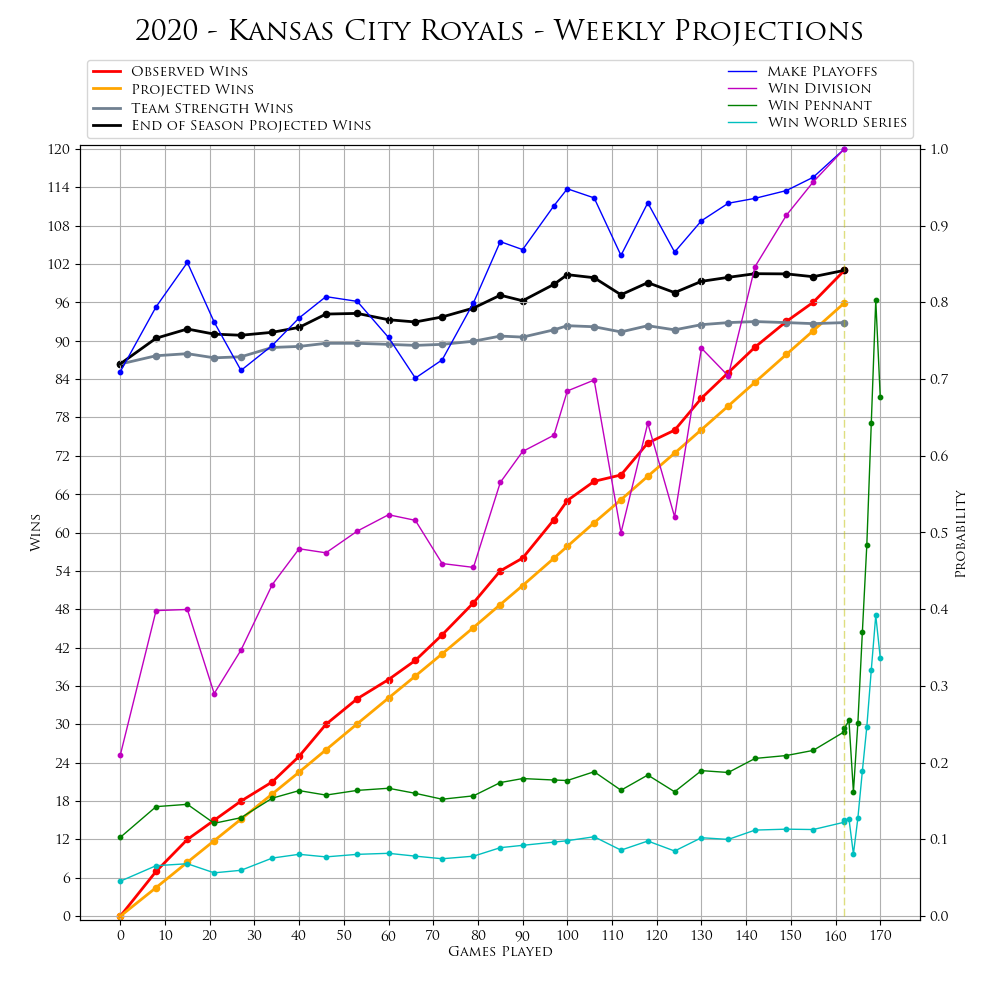 2020 - Kansas City Royals - Weekly Projections
Observed Wins
Projected Wins
Team Strength Wins
End of Season Projected Wins
Make Playoffs
Win Division
Win Pennant
Win World Series
120
114
108
102
96
90
84
78
72
66
60
54
48
42
36
30
24
18
12
6
0
Wins
1.0
0.9
0.8
0.7
0.6
0.5
0.4
0.3
0.2
0.1
0.0
Probability
0 10 20 30 40 50 60 70 80 90 100 110 120 130 140 150 160 170
Games Played